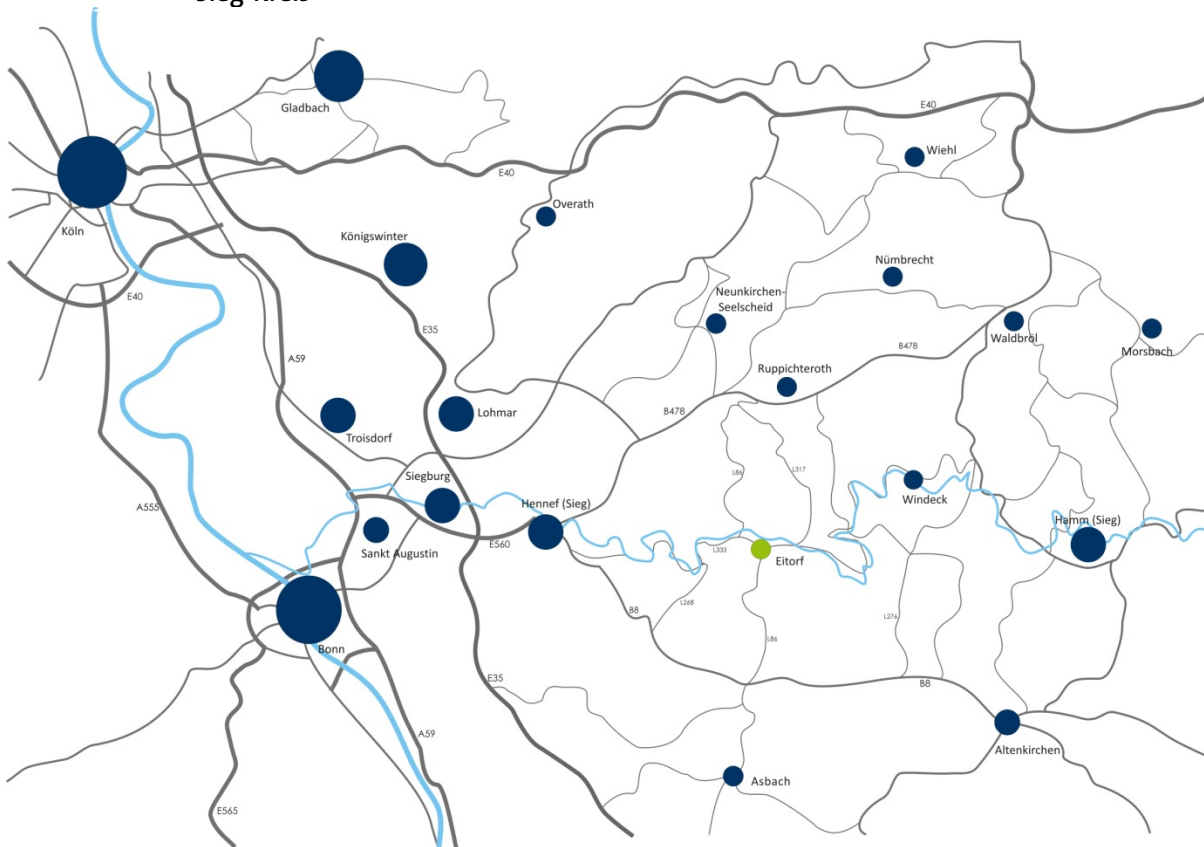 Sieg-Kreis
Gladbach
E40
Wiehl
E40
Overath
Köln
Königswinter
Nümbrecht
Neunkirchen-
Seelscheid
E40
E35
Waldbröl
Morsbach
A59
B478
Ruppichteroth
Lohmar
B478
Troisdorf
Siegburg
L86
L317
Windeck
A555
Hennef (Sieg)
Hamm (Sieg)
E560
Sankt Augustin
L333
Eitorf
L268
B8
L276
L86
Bonn
E35
B8
A59
Altenkirchen
Asbach
E565